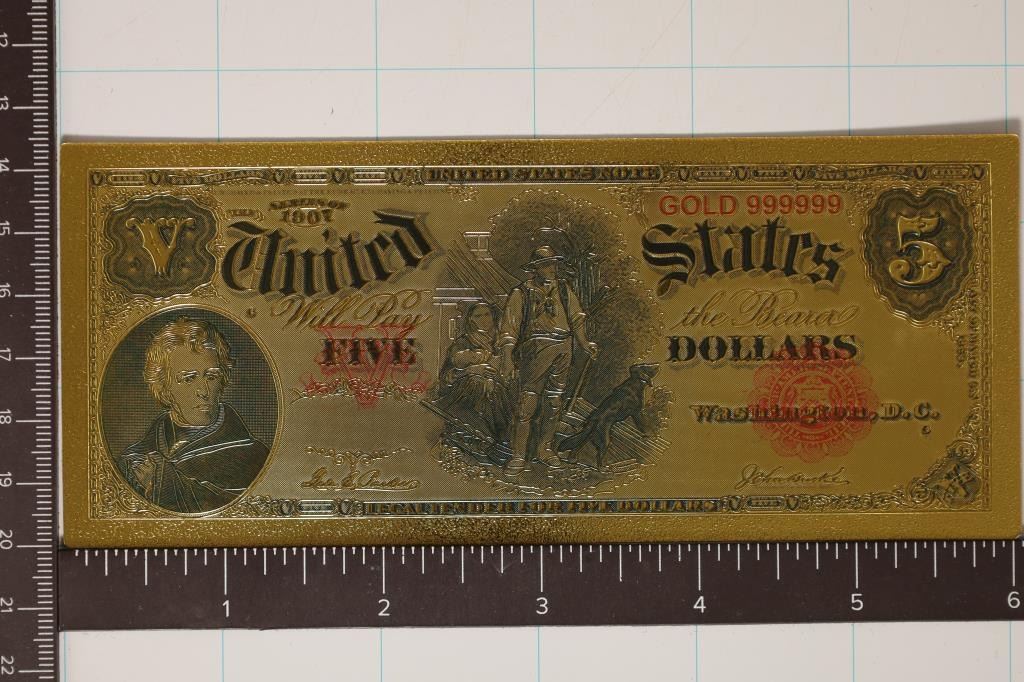 UNITED STATES NOTE
V
THE SERIES OF 1907
GOLD 999999
5
United States
Will Pay the Bearer
FIVE DOLLARS
Washington, D.C.
LEGAL TENDER FOR FIVE DOLLARS
12
13
14
15
16
17
18
19
20
21
22
1 2 3 4 5 6